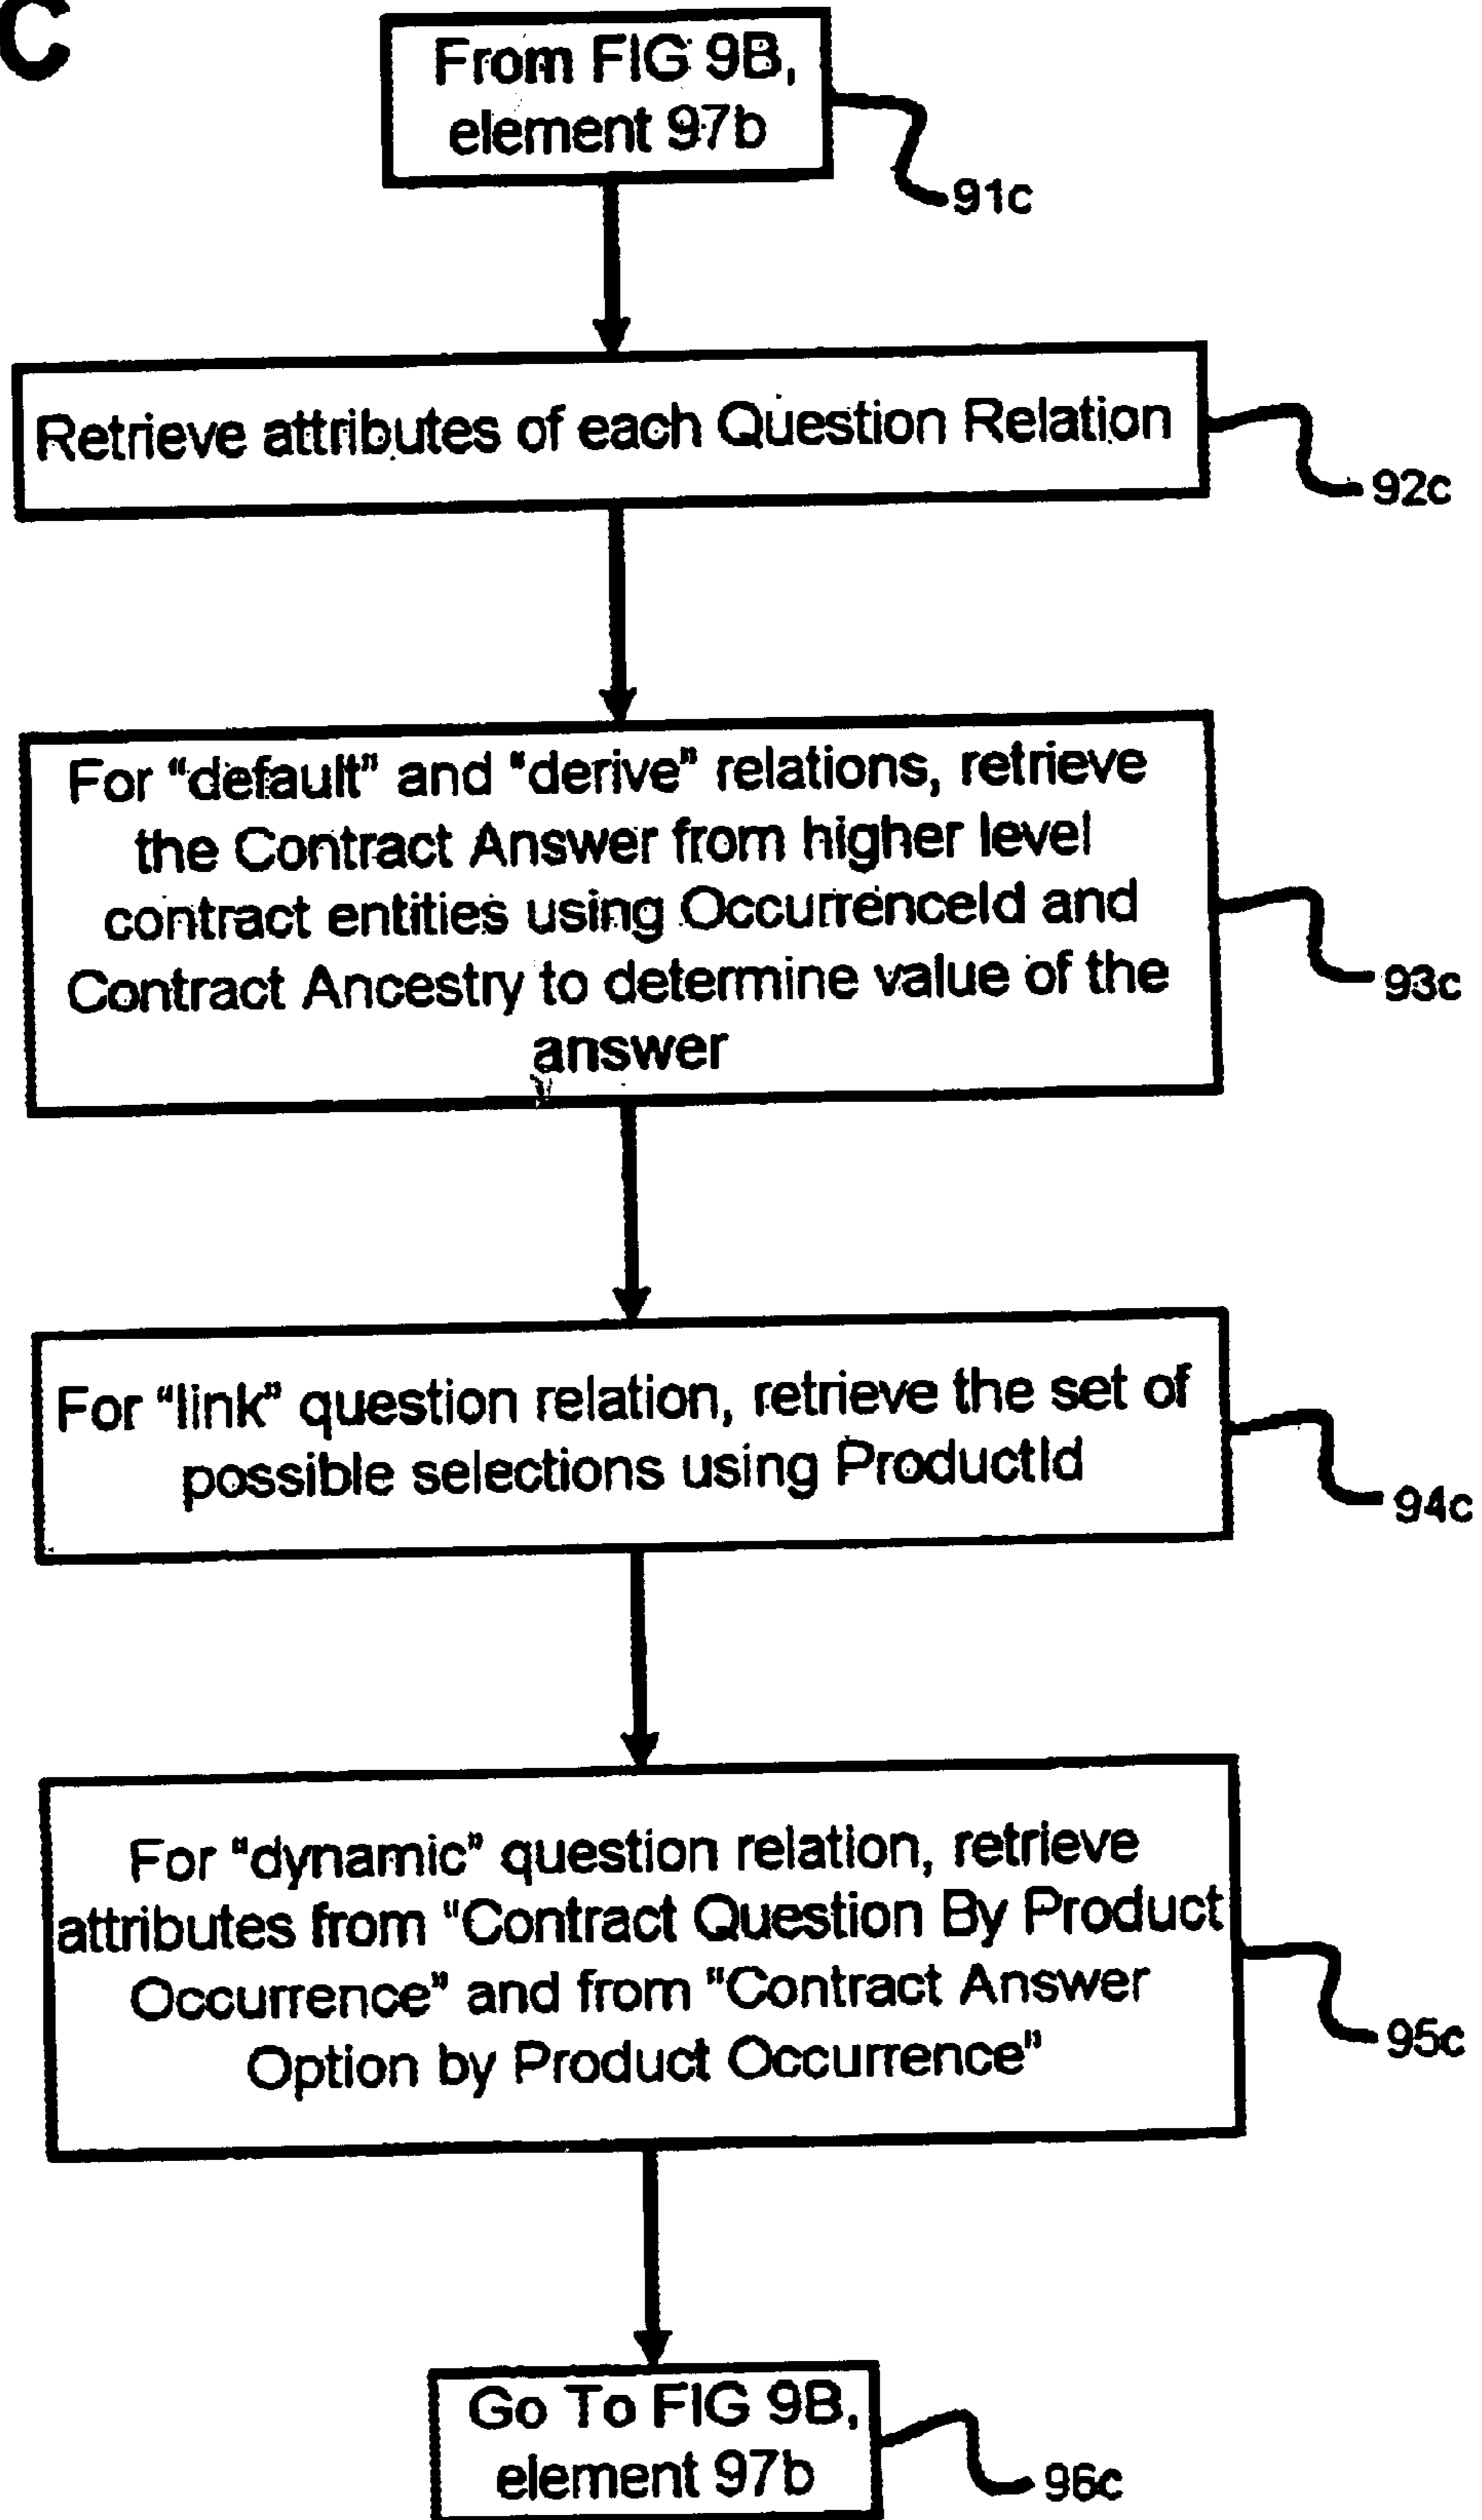 C
From FIG 9B,
element 97b
91c
Retrieve attributes of each Question Relation
92c
For "default" and "derive" relations, retrieve
the Contract Answer from higher level
contract entities using OccurrenceId and
Contract Ancestry to determine value of the
answer
93c
For "link" question relation, retrieve the set of
possible selections using ProductId
94c
For "dynamic" question relation, retrieve
attributes from "Contract Question By Product
Occurrence" and from "Contract Answer
Option by Product Occurrence"
95c
Go To FIG 9B,
element 97b
96c